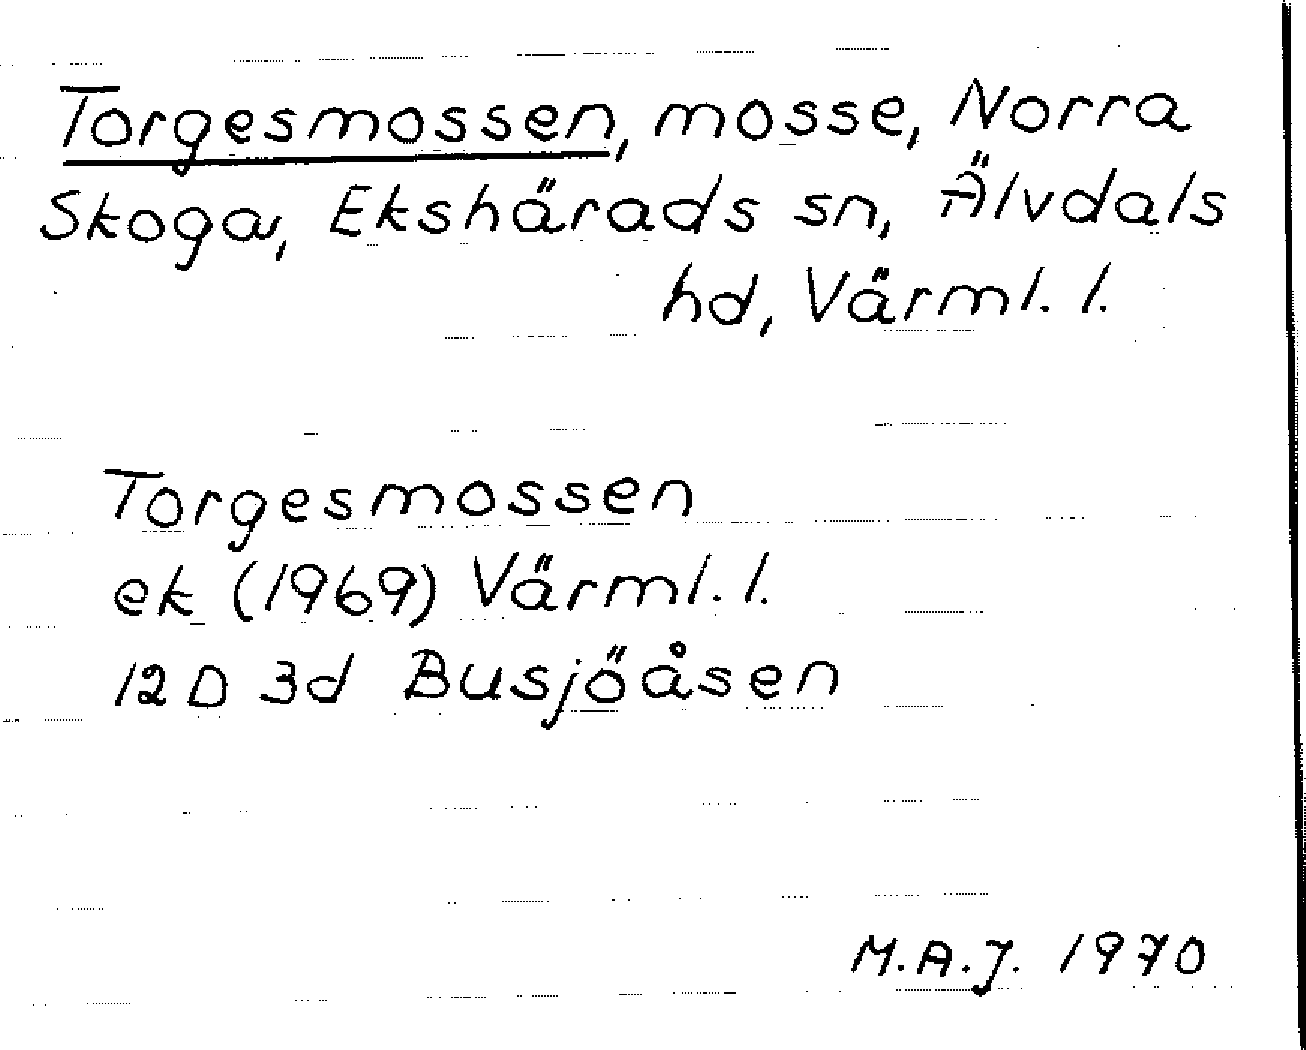 Torgesmossen, mosse, Norra
Skoga, Ekshärads sn, Älvdals
hd, Värml. l.
Torgesmossen
ek (1969) Värml. l.
12 D 3d Busjöåsen
M.A.J. 1970